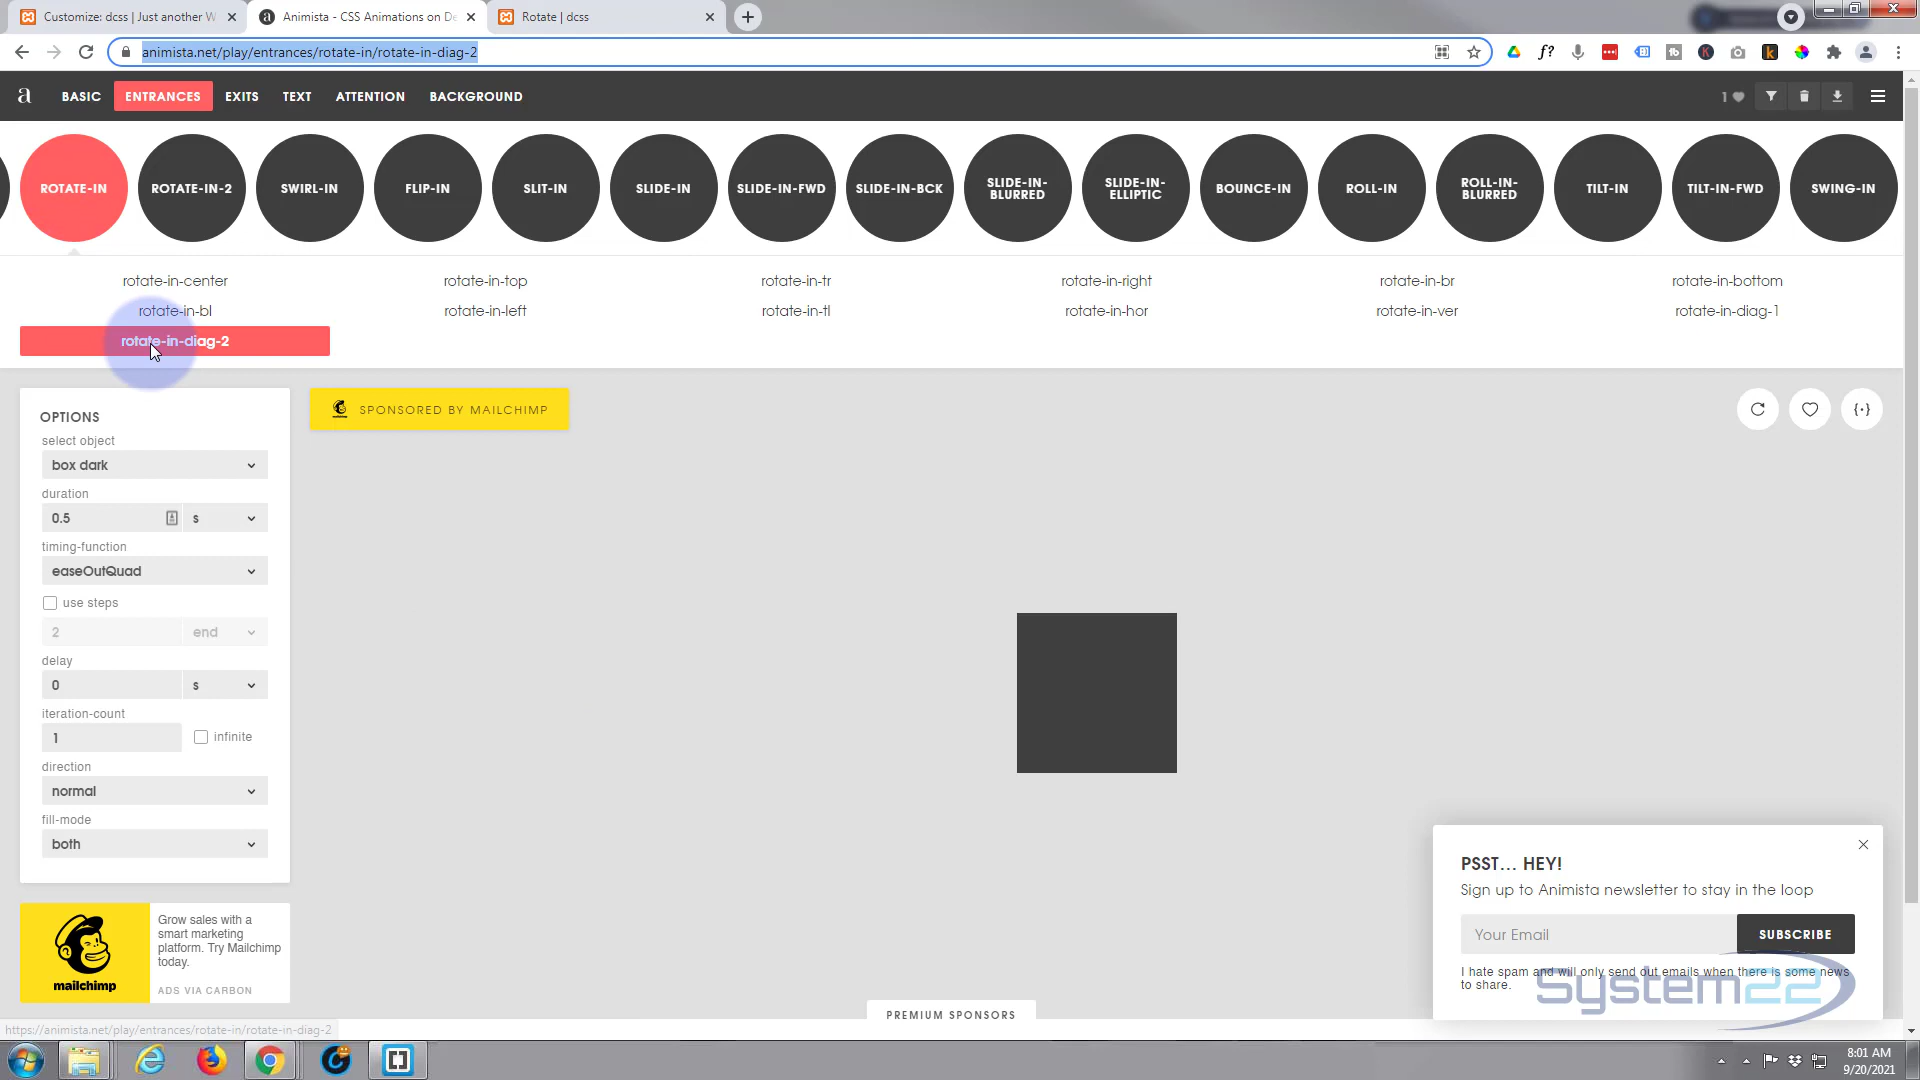 Customize: dcss | Just another W
Animista - CSS Animations on De
Rotate | dcss
animista.net/play/entrances/rotate-in/rotate-in-diag-2
a BASIC ENTRANCES EXITS TEXT ATTENTION BACKGROUND 1
ROTATE-IN
ROTATE-IN-2
SWIRL-IN
FLIP-IN
SLIT-IN
SLIDE-IN
SLIDE-IN-FWD
SLIDE-IN-BCK
SLIDE-IN-
BLURRED
SLIDE-IN-
ELLIPTIC
BOUNCE-IN
ROLL-IN
ROLL-IN-
BLURRED
TILT-IN
TILT-IN-FWD
SWING-IN
rotate-in-center rotate-in-top rotate-in-tr rotate-in-right rotate-in-br rotate-in-bottom
rotate-in-bl rotate-in-left rotate-in-tl rotate-in-hor rotate-in-ver rotate-in-diag-1
rotate-in-diag-2
OPTIONS
select object
box dark
duration
0.5 s
timing-function
easeOutQuad
use steps
2 end
delay
0 s
iteration-count
1 infinite
direction
normal
fill-mode
both
SPONSORED BY MAILCHIMP
{·}
mailchimp
Grow sales with a
smart marketing
platform. Try Mailchimp
today.
ADS VIA CARBON
PSST... HEY!
Sign up to Animista newsletter to stay in the loop
Your Email SUBSCRIBE
I hate spam and will only send out emails when there is some news
to share.
System22
PREMIUM SPONSORS
https://animista.net/play/entrances/rotate-in/rotate-in-diag-2
8:01 AM
9/20/2021